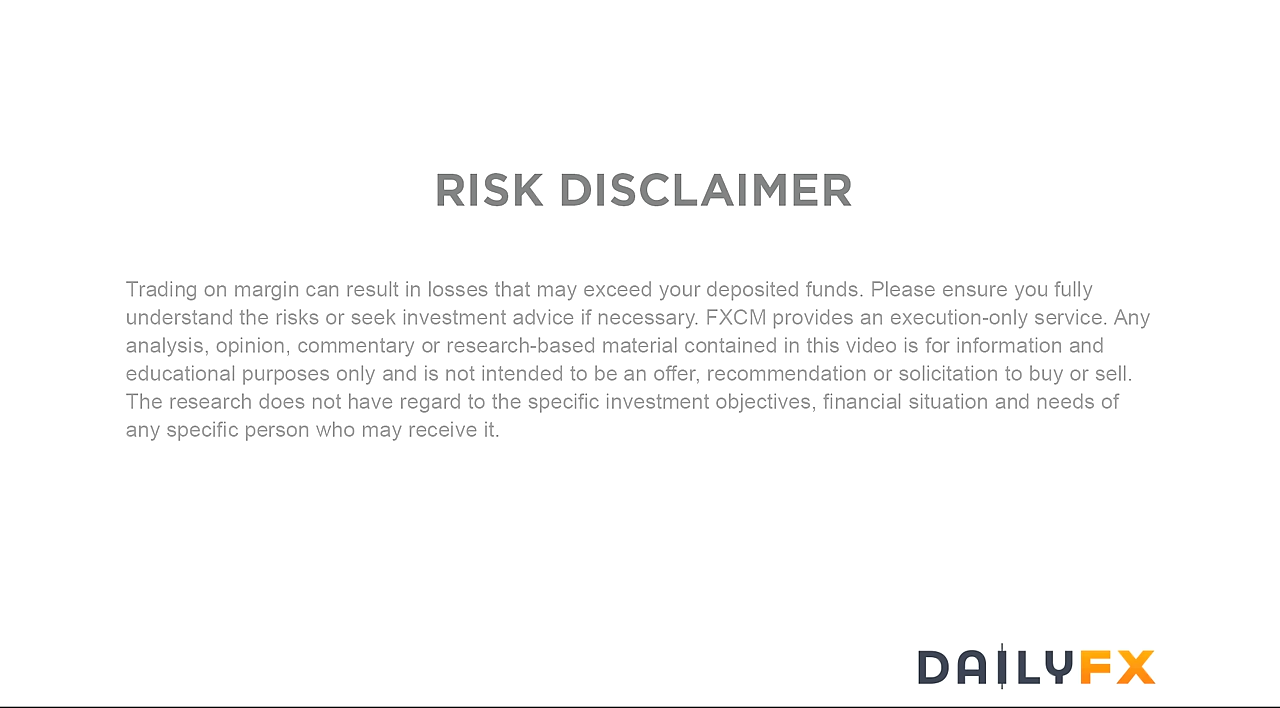 RISK DISCLAIMER
Trading on margin can result in losses that may exceed your deposited funds. Please ensure you fully
understand the risks or seek investment advice if necessary. FXCM provides an execution-only service. Any
analysis, opinion, commentary or research-based material contained in this video is for information and
educational purposes only and is not intended to be an offer, recommendation or solicitation to buy or sell.
The research does not have regard to the specific investment objectives, financial situation and needs of
any specific person who may receive it.
DAILYFX